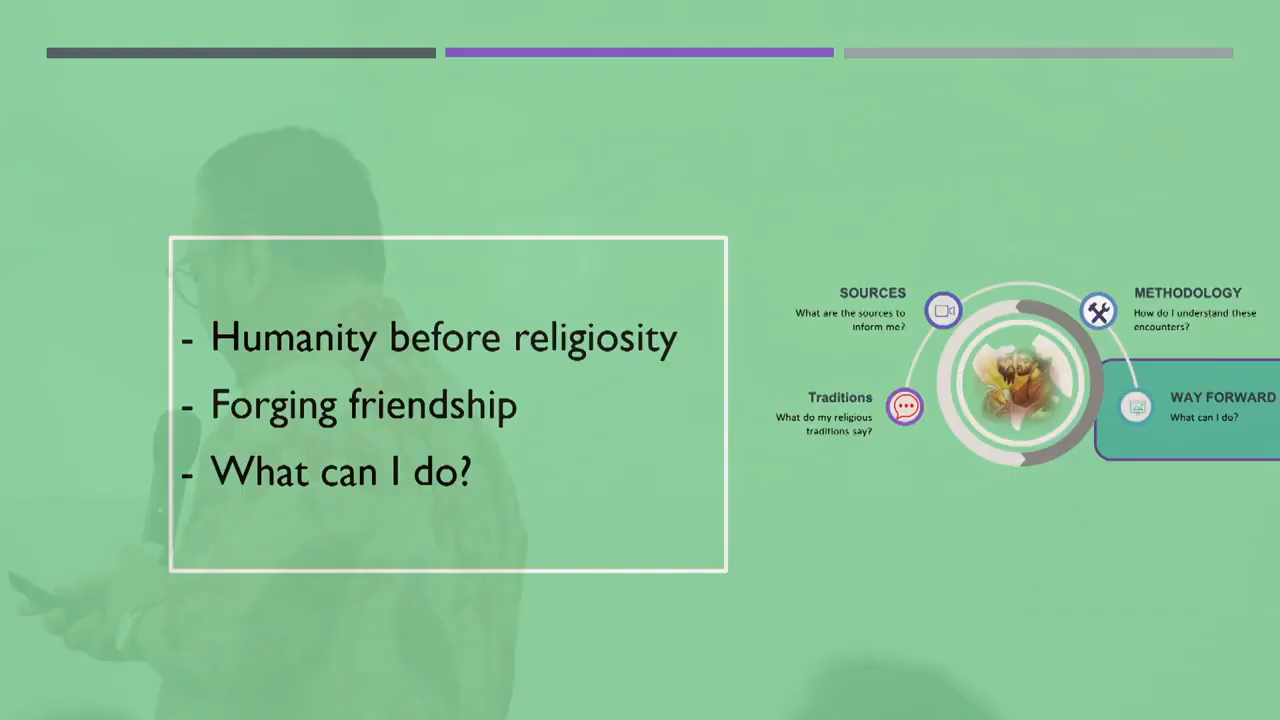 - Humanity before religiosity
- Forging friendship
- What can I do?
SOURCES
What are the sources to
inform me?
METHODOLOGY
How do I understand these
encounters?
Traditions
What do my religious
traditions say?
WAY FORWARD
What can I do?